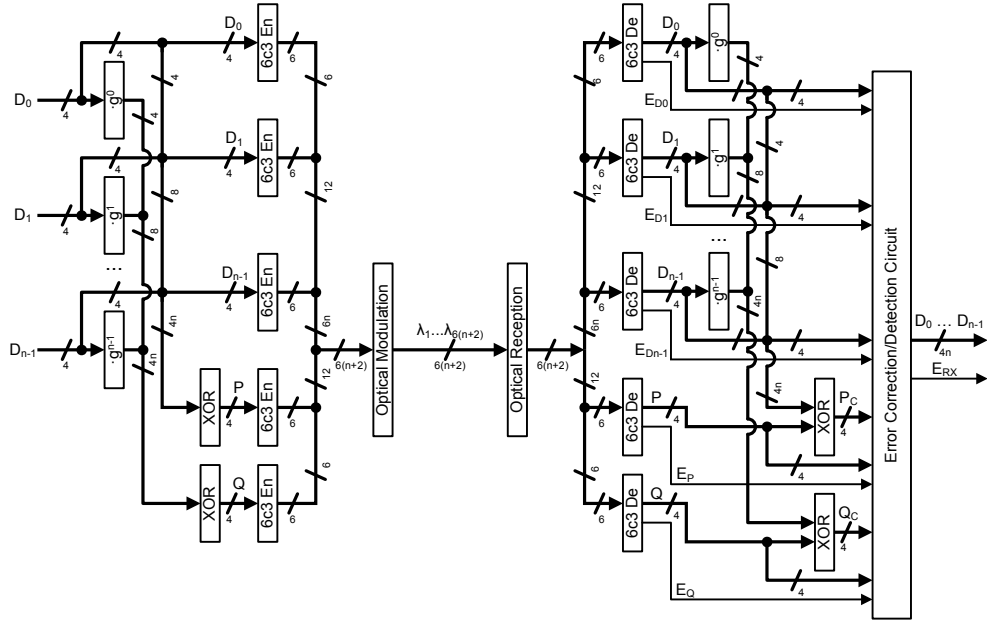 D0 4 6c3 En 6 6c3 De 6 D0 4 ·g0 4
D0 4 ·g0 4 4 6 6 ED0 4
D1 4 6c3 En 6 6c3 De 6 D1 4 ·g1 4
D1 4 ·g1 8 8 12 12 ED1 8 4
... ...
Dn-1 4 6c3 En 6 6c3 De 6 Dn-1 4 ·gn-1 8
Dn-1 4 ·gn-1 4n 4n 6n 6n EDn-1 4
6(n+2) Optical Modulation λ1…λ6(n+2) 6(n+2) Optical Reception 6(n+2)
Error Correction/Detection Circuit D0 … Dn-1 4n
ERX
12 12 4n
XOR P 4 6c3 En 6 6c3 De 6 P 4 XOR PC 4
EP 4
6 6
XOR Q 4 6c3 En 6 6c3 De 6 Q 4 XOR QC 4
EQ 4